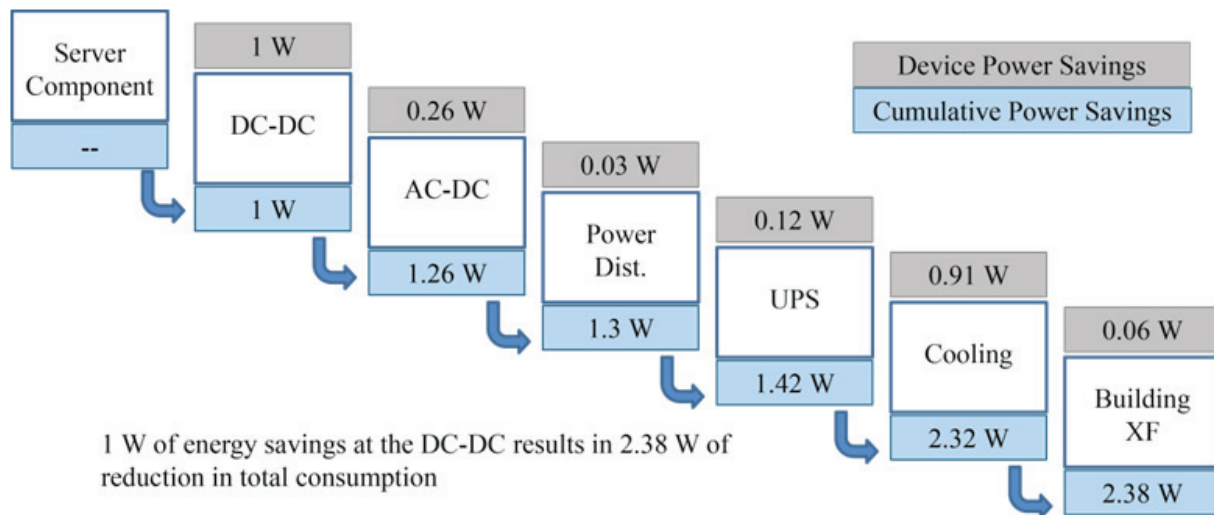 Server
Component
--
1 W
DC-DC
1 W
0.26 W
AC-DC
1.26 W
0.03 W
Power
Dist.
1.3 W
0.12 W
UPS
1.42 W
0.91 W
Cooling
2.32 W
0.06 W
Building
XF
2.38 W
Device Power Savings
Cumulative Power Savings
1 W of energy savings at the DC-DC results in 2.38 W of
reduction in total consumption